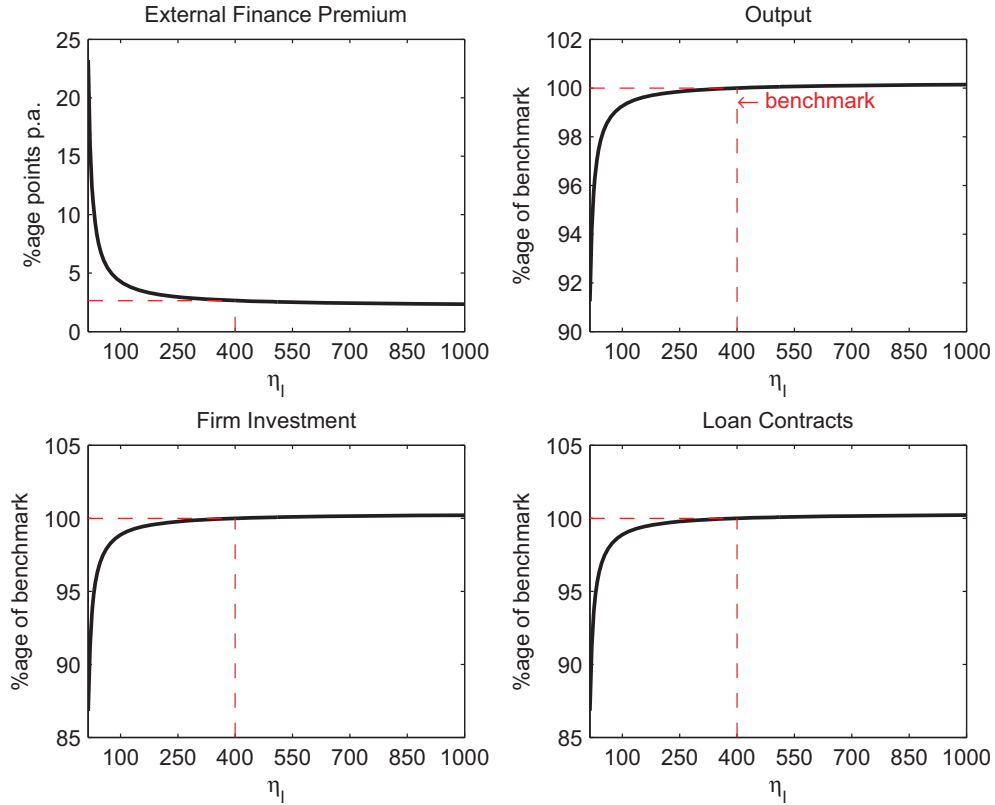 External Finance Premium
%age points p.a.
25
20
15
10
5
0
100 250 400 550 700 850 1000
η_l
Output
%age of benchmark
102
100
98
96
94
92
90
← benchmark
100 250 400 550 700 850 1000
η_l
Firm Investment
%age of benchmark
105
100
95
90
85
100 250 400 550 700 850 1000
η_l
Loan Contracts
%age of benchmark
105
100
95
90
85
100 250 400 550 700 850 1000
η_l